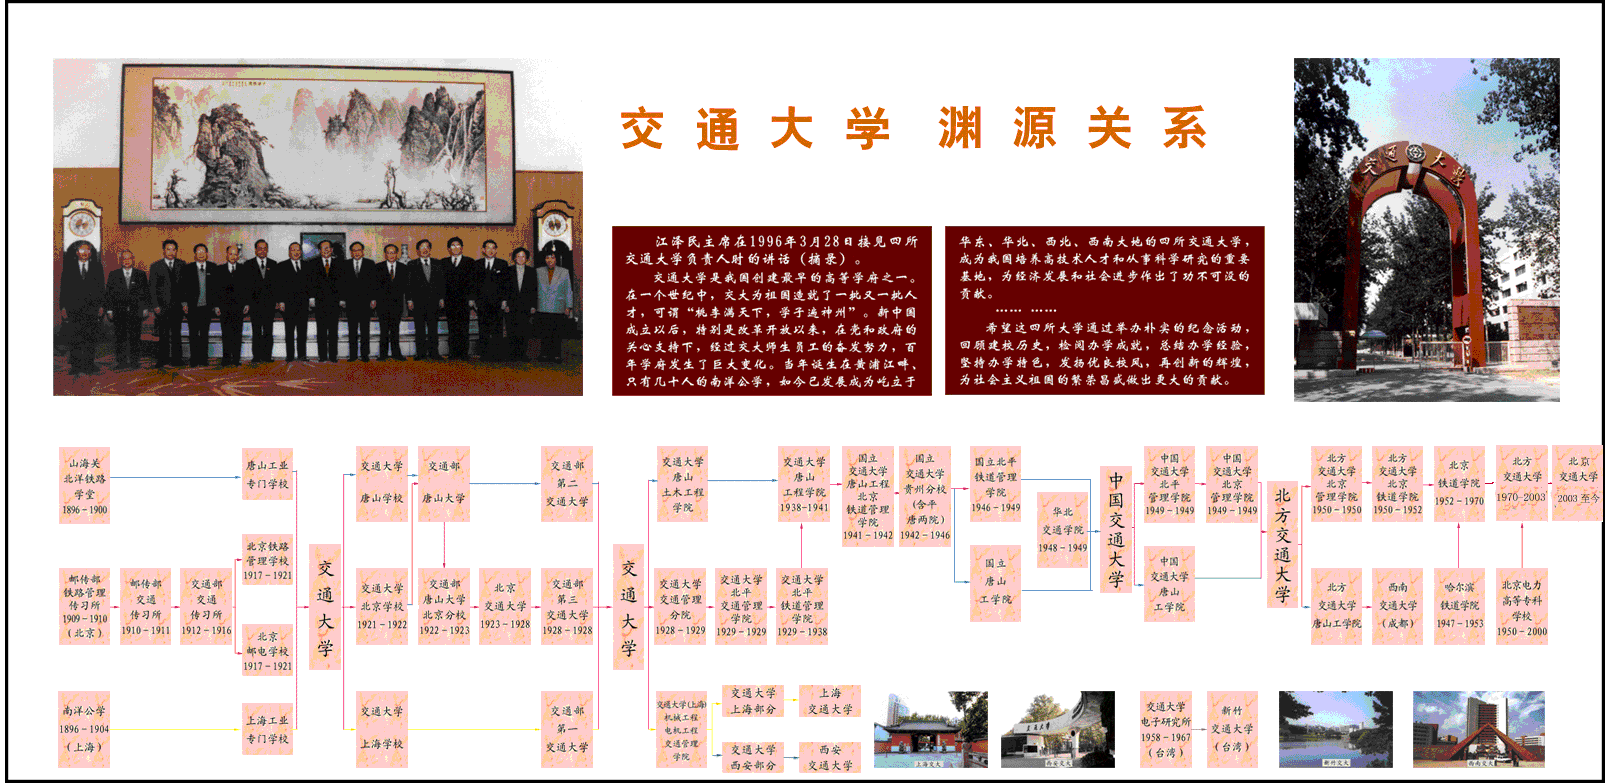 交通大学 渊源关系
江泽民主席在1996年3月28日接见四所
交通大学负责人时的讲话（摘录）。
交通大学是我国创建最早的高等学府之一。
在一个世纪中，交大为祖国造就了一批又一批人
才，可谓“桃李满天下，学子遍神州”。新中国
成立以后，特别是改革开放以来，在党和政府的
关心支持下，经过交大师生员工的奋发努力，百
年学府发生了巨大变化。当年诞生在黄浦江畔、
只有几十人的南洋公学，如今已发展成为屹立于
华东、华北、西北、西南大地的四所交通大学，
成为我国培养高技术人才和从事科学研究的重要
基地，为经济发展和社会进步作出了功不可没的
贡献。
…… ……
希望这四所大学通过举办朴实的纪念活动，
回顾建校历史，检阅办学成就，总结办学经验，
坚持办学特色，发扬优良校风，再创新的辉煌，
为社会主义祖国的繁荣昌盛做出更大的贡献。
交通大学
山海关
北洋铁路
学堂
1896-1900
唐山工业
专门学校
交通大学
唐山学校
交通部
唐山大学
交通部
第二
交通大学
交通大学
唐山
土木工程
学院
交通大学
唐山
工程学院
1938-1941
国立
交通大学
唐山工程
北京
铁道管理
学院
1941-1942
国立
交通大学
贵州分校
(含平
唐两院)
1942-1946
国立北平
铁道管理
学院
1946-1949
华北
交通学院
1948-1949
国立
唐山
工学院
中国交通大学
中国
交通大学
北平
管理学院
1949-1949
中国
交通大学
北京
管理学院
1949-1949
中国
交通大学
唐山
工学院
北方交通大学
北方
交通大学
北京
管理学院
1950-1950
北方
交通大学
北京
铁道学院
1950-1952
北京
铁道学院
1952-1970
北方
交通大学
1970-2003
北京
交通大学
2003至今
邮传部
铁路管理
传习所
1909-1910
(北京)
邮传部
交通
传习所
1910-1911
交通部
交通
传习所
1912-1916
北京铁路
管理学校
1917-1921
北京
邮电学校
1917-1921
交通大学
交通大学
北京学校
1921-1922
交通部
唐山大学
北京分校
1922-1923
北京
交通大学
1923-1928
交通部
第三
交通大学
1928-1928
交通大学
交通大学
交通管理
分院
1928-1929
交通大学
北平
交通管理
学院
1929-1929
交通大学
北平
铁道管理
学院
1929-1938
北方
交通大学
唐山工学院
西南
交通大学
(成都)
哈尔滨
铁道学院
1947-1953
北京电力
高等专科
学校
1950-2000
南洋公学
1896-1904
(上海)
上海工业
专门学校
交通大学
上海学校
交通部
第一
交通大学
交通大学(上海)
机械工程
电机工程
交通管理
学院
交通大学
上海部分
上海
交通大学
交通大学
西安部分
西安
交通大学
上海交大
西安交大
交通大学
电子研究所
1958-1967
(台湾)
新竹
交通大学
(台湾)
新竹交大
西南交大